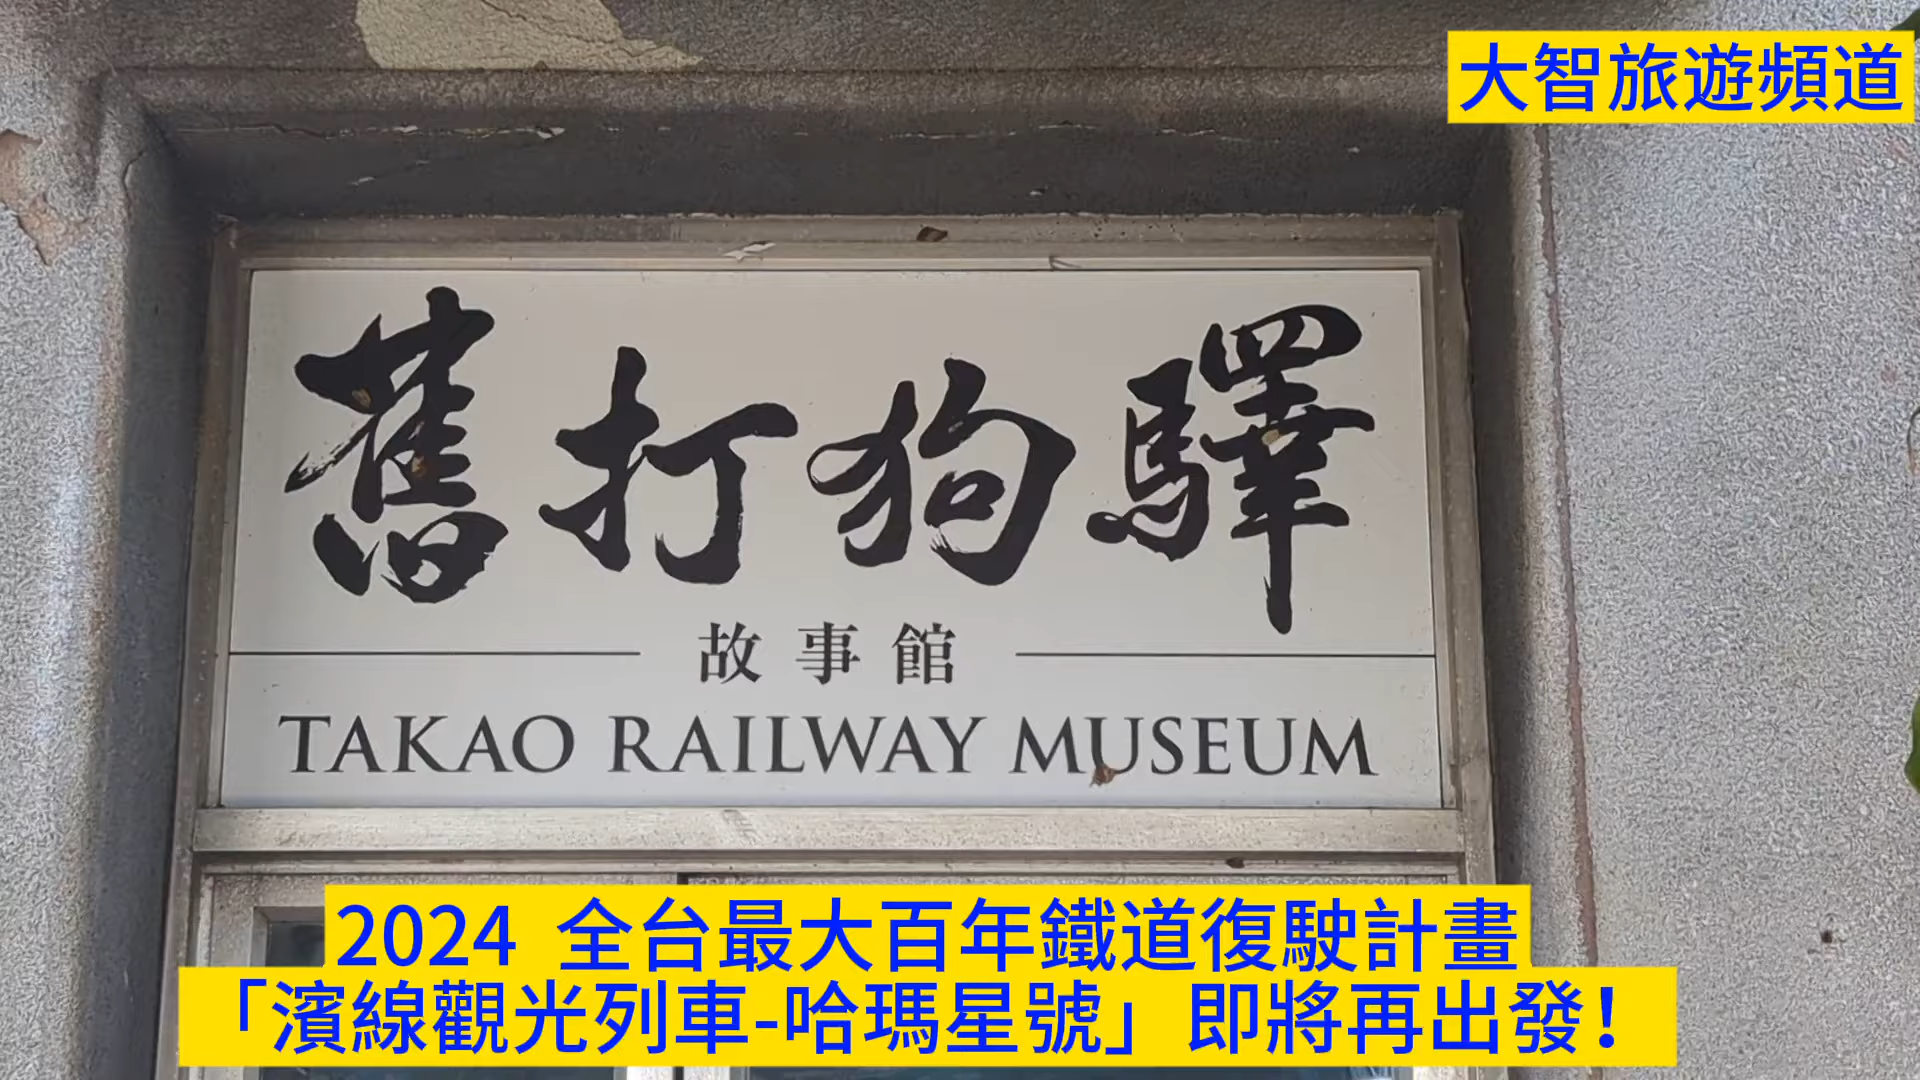 大智旅遊頻道
舊打狗驛
故事館
TAKAO RAILWAY MUSEUM
2024 全台最大百年鐵道復駛計畫
「濱線觀光列車-哈瑪星號」即將再出發！